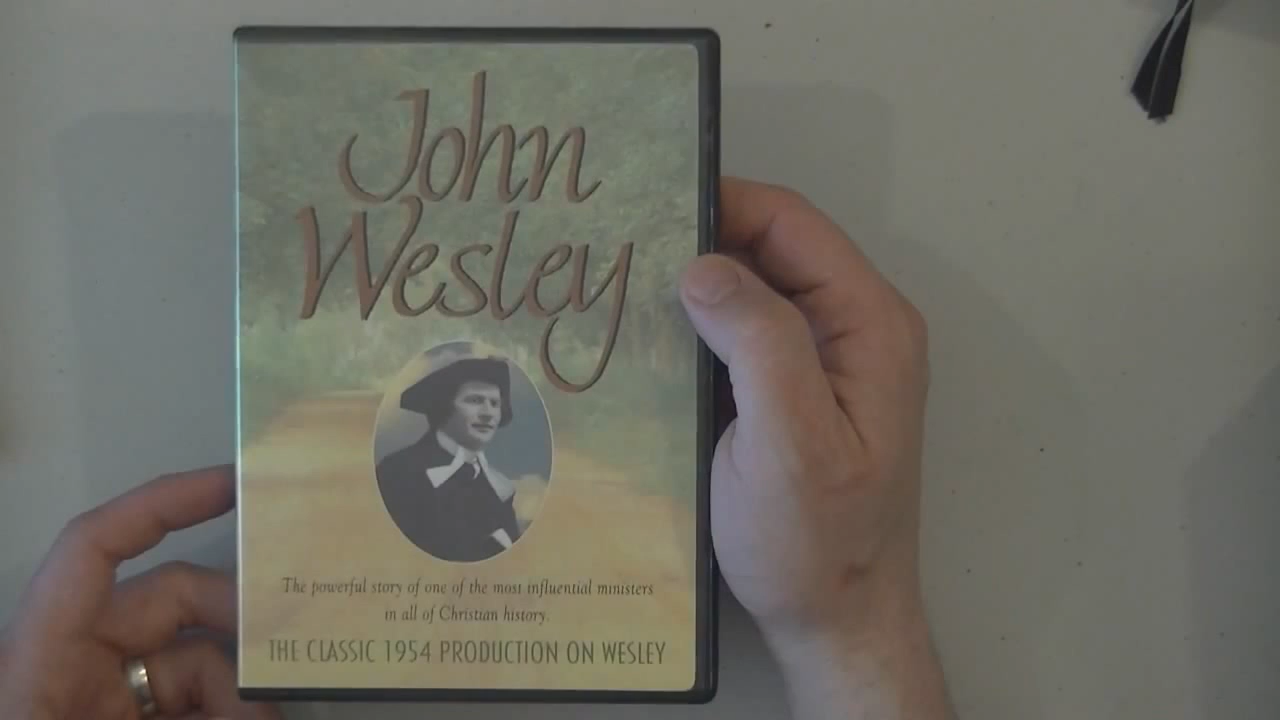 John
Wesley
The powerful story of one of the most influential ministers
in all of Christian history.
THE CLASSIC 1954 PRODUCTION ON WESLEY